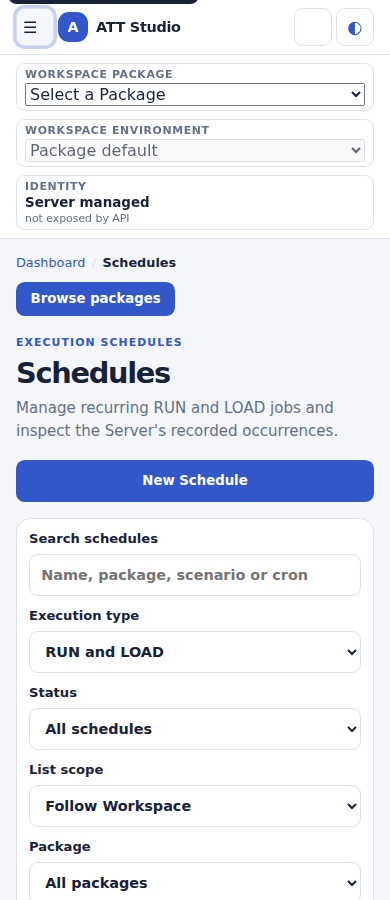 ☰ A ATT Studio ◐
WORKSPACE PACKAGE
Select a Package
WORKSPACE ENVIRONMENT
Package default
IDENTITY
Server managed
not exposed by API
Dashboard / Schedules
Browse packages
EXECUTION SCHEDULES
Schedules
Manage recurring RUN and LOAD jobs and
inspect the Server's recorded occurrences.
New Schedule
Search schedules
Name, package, scenario or cron
Execution type
RUN and LOAD
Status
All schedules
List scope
Follow Workspace
Package
All packages